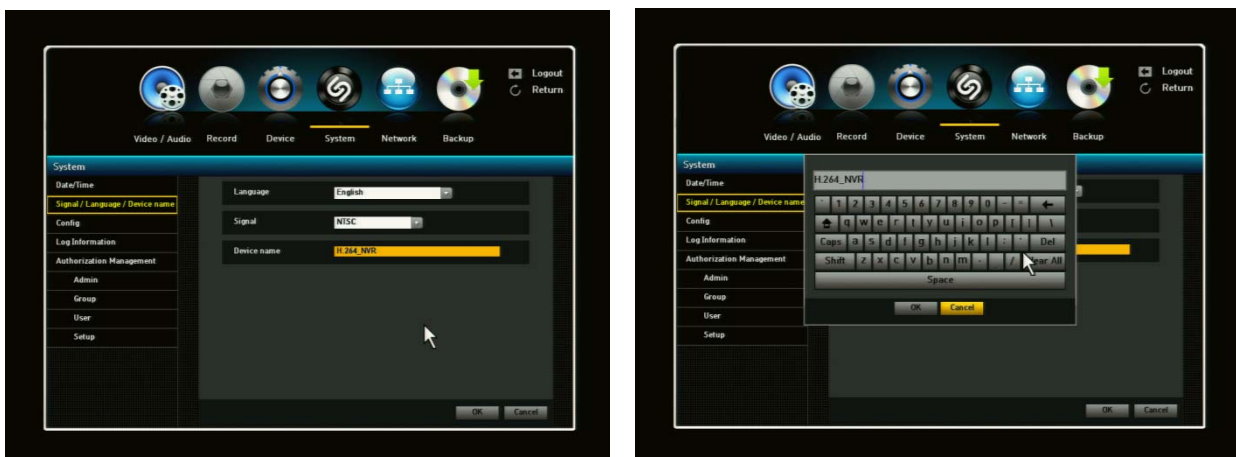 Logout
Return
Video / Audio Record Device System Network Backup
System
Date/Time
Signal / Language / Device name
Config
Log Information
Authorization Management
Admin
Group
User
Setup
Language English
Signal NTSC
Device name H.264_NVR
OK Cancel
Logout
Return
Video / Audio Record Device System Network Backup
System
Date/Time
Signal / Language / Device name
Config
Log Information
Authorization Management
Admin
Group
User
Setup
H.264_NVR
` 1 2 3 4 5 6 7 8 9 0 - = ←
q w e r t y u i o p [ ] \
Caps a s d f g h j k l ; ' Del
Shift z x c v b n m . /
Space
OK Cancel
OK Cancel